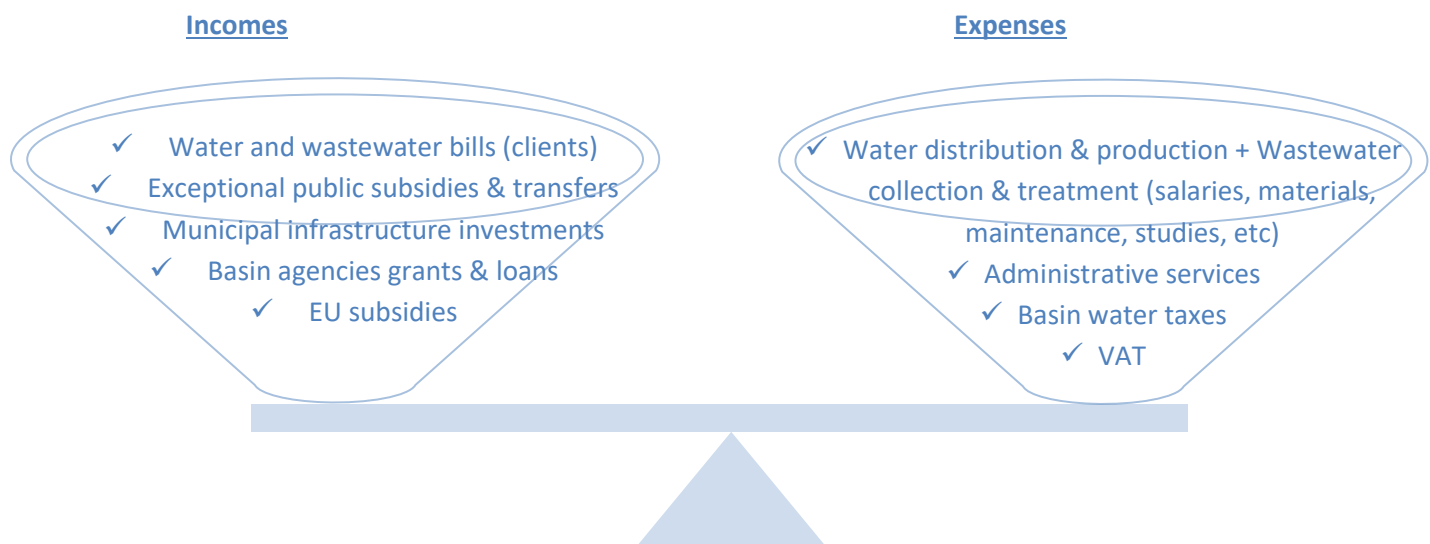 Incomes
✓ Water and wastewater bills (clients)
✓ Exceptional public subsidies & transfers
✓ Municipal infrastructure investments
✓ Basin agencies grants & loans
✓ EU subsidies
Expenses
✓ Water distribution & production + Wastewater
collection & treatment (salaries, materials,
maintenance, studies, etc)
✓ Administrative services
✓ Basin water taxes
✓ VAT